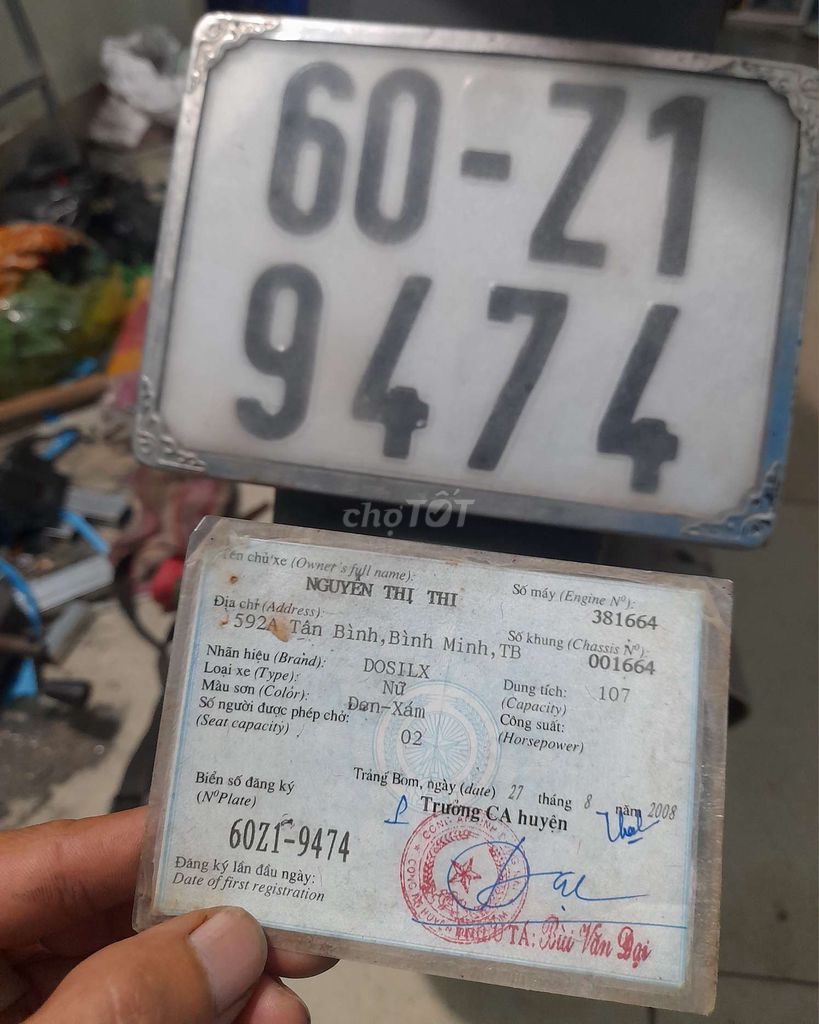 60-Z1
9474
chợTỐT
Tên chủ xe (Owner's full name):
NGUYỄN THỊ THI
Số máy (Engine Nº):
381664
Địa chỉ (Address):
592A Tân Bình,Bình Minh,TB
Số khung (Chassis Nº):
001664
Nhãn hiệu (Brand): DOSILX
Loại xe (Type): Nữ
Màu sơn (Color): Đen-Xám
Số người được phép chở: 02
(Seat capacity)
Dung tích: 107
(Capacity)
Công suất:
(Horsepower)
Biển số đăng ký
(NºPlate)
60Z1-9474
Đăng ký lần đầu ngày:
Date of first registration
Trảng Bom, ngày (date) 27 tháng 8 năm 2008
Trưởng CA huyện
Bùi Văn Đại